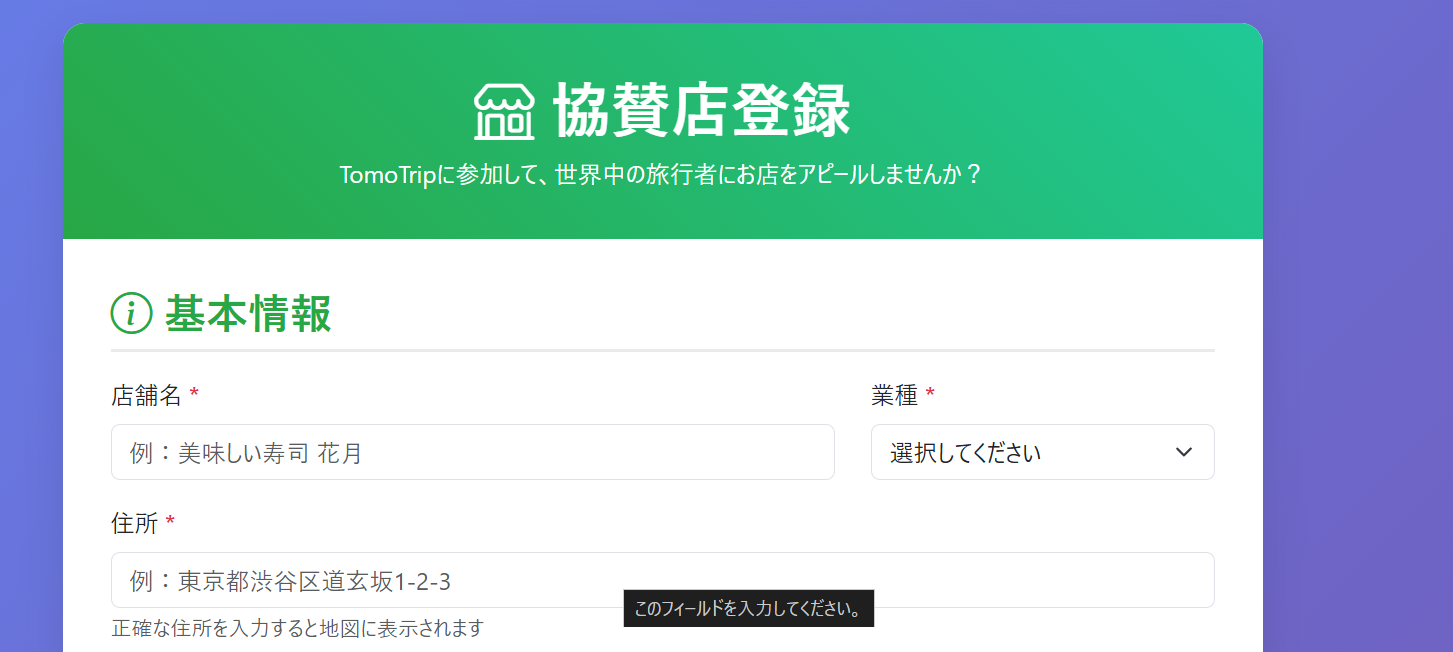 協賛店登録
TomoTripに参加して、世界中の旅行者にお店をアピールしませんか？
基本情報
店舗名 *
業種 *
例：美味しい寿司 花月
選択してください
住所 *
例：東京都渋谷区道玄坂1-2-3
このフィールドを入力してください。
正確な住所を入力すると地図に表示されます